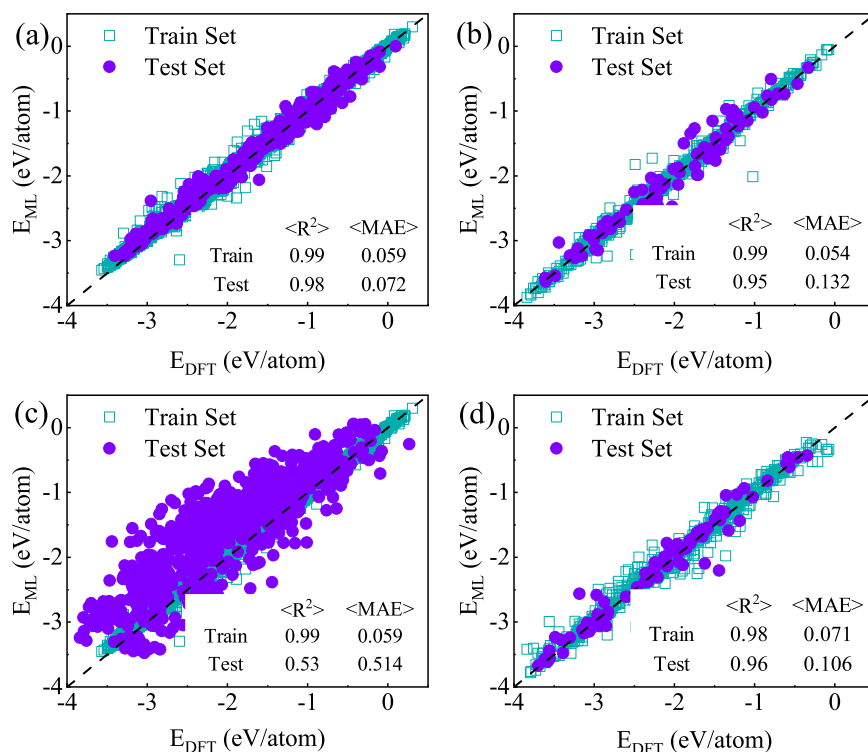 (a)
Train Set
Test Set
0
-1
-2
-3
-4
E_ML (eV/atom)
<R²> <MAE>
Train 0.99 0.059
Test 0.98 0.072
-4 -3 -2 -1 0
E_DFT (eV/atom)
(b)
Train Set
Test Set
0
-1
-2
-3
-4
E_ML (eV/atom)
<R²> <MAE>
Train 0.99 0.054
Test 0.95 0.132
-4 -3 -2 -1 0
E_DFT (eV/atom)
(c)
Train Set
Test Set
0
-1
-2
-3
-4
E_ML (eV/atom)
<R²> <MAE>
Train 0.99 0.059
Test 0.53 0.514
-4 -3 -2 -1 0
E_DFT (eV/atom)
(d)
Train Set
Test Set
0
-1
-2
-3
-4
E_ML (eV/atom)
<R²> <MAE>
Train 0.98 0.071
Test 0.96 0.106
-4 -3 -2 -1 0
E_DFT (eV/atom)